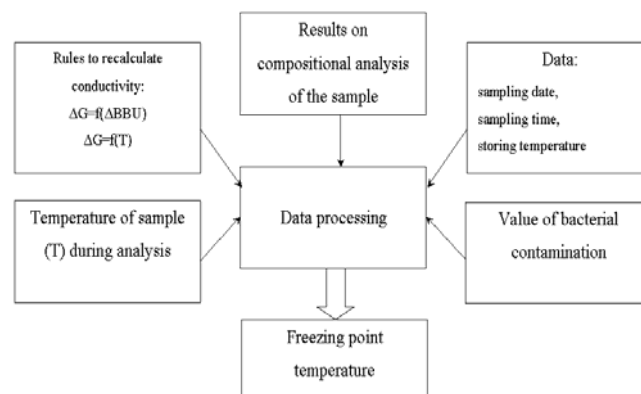 Rules to recalculate
conductivity:
ΔG=f(ΔBBU)
ΔG=f(T)
Results on
compositional analysis
of the sample
Data:
sampling date,
sampling time,
storing temperature
Temperature of sample
(T) during analysis
Data processing
Value of bacterial
contamination
Freezing point
temperature